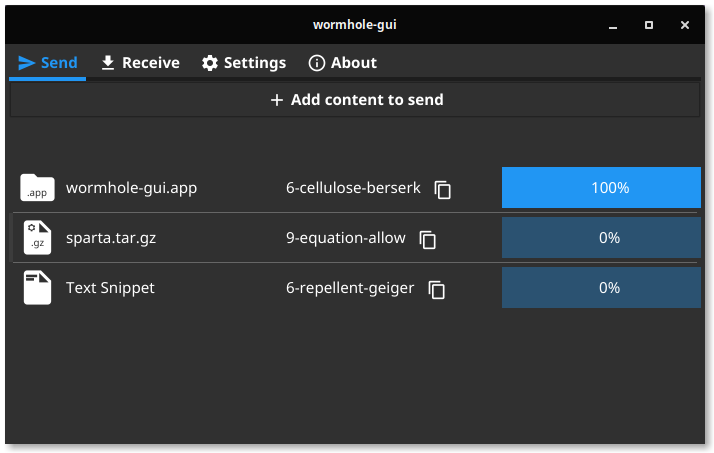 wormhole-gui
Send Receive Settings About
+ Add content to send
.app wormhole-gui.app 6-cellulose-berserk 100%
.gz sparta.tar.gz 9-equation-allow 0%
Text Snippet 6-repellent-geiger 0%